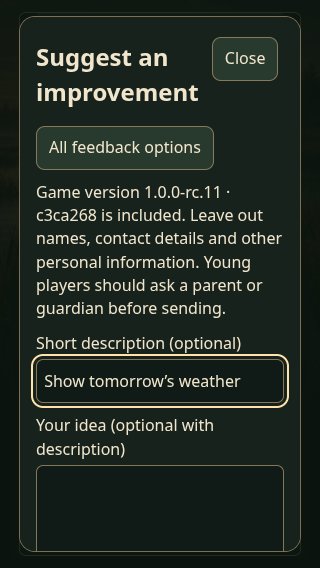 Suggest an
improvement
Close
All feedback options
Game version 1.0.0-rc.11 ·
c3ca268 is included. Leave out
names, contact details and other
personal information. Young
players should ask a parent or
guardian before sending.
Short description (optional)
Show tomorrow’s weather
Your idea (optional with
description)